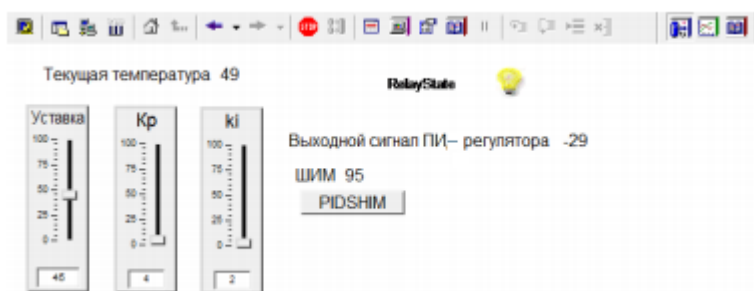 STOP
Текущая температура 49
RelayState
Уставка
Kp
ki
100
75
50
25
0
100
75
50
25
0
100
75
50
25
0
Выходной сигнал ПИ– регулятора -29
ШИМ 95
PIDSHIM
45
4
2